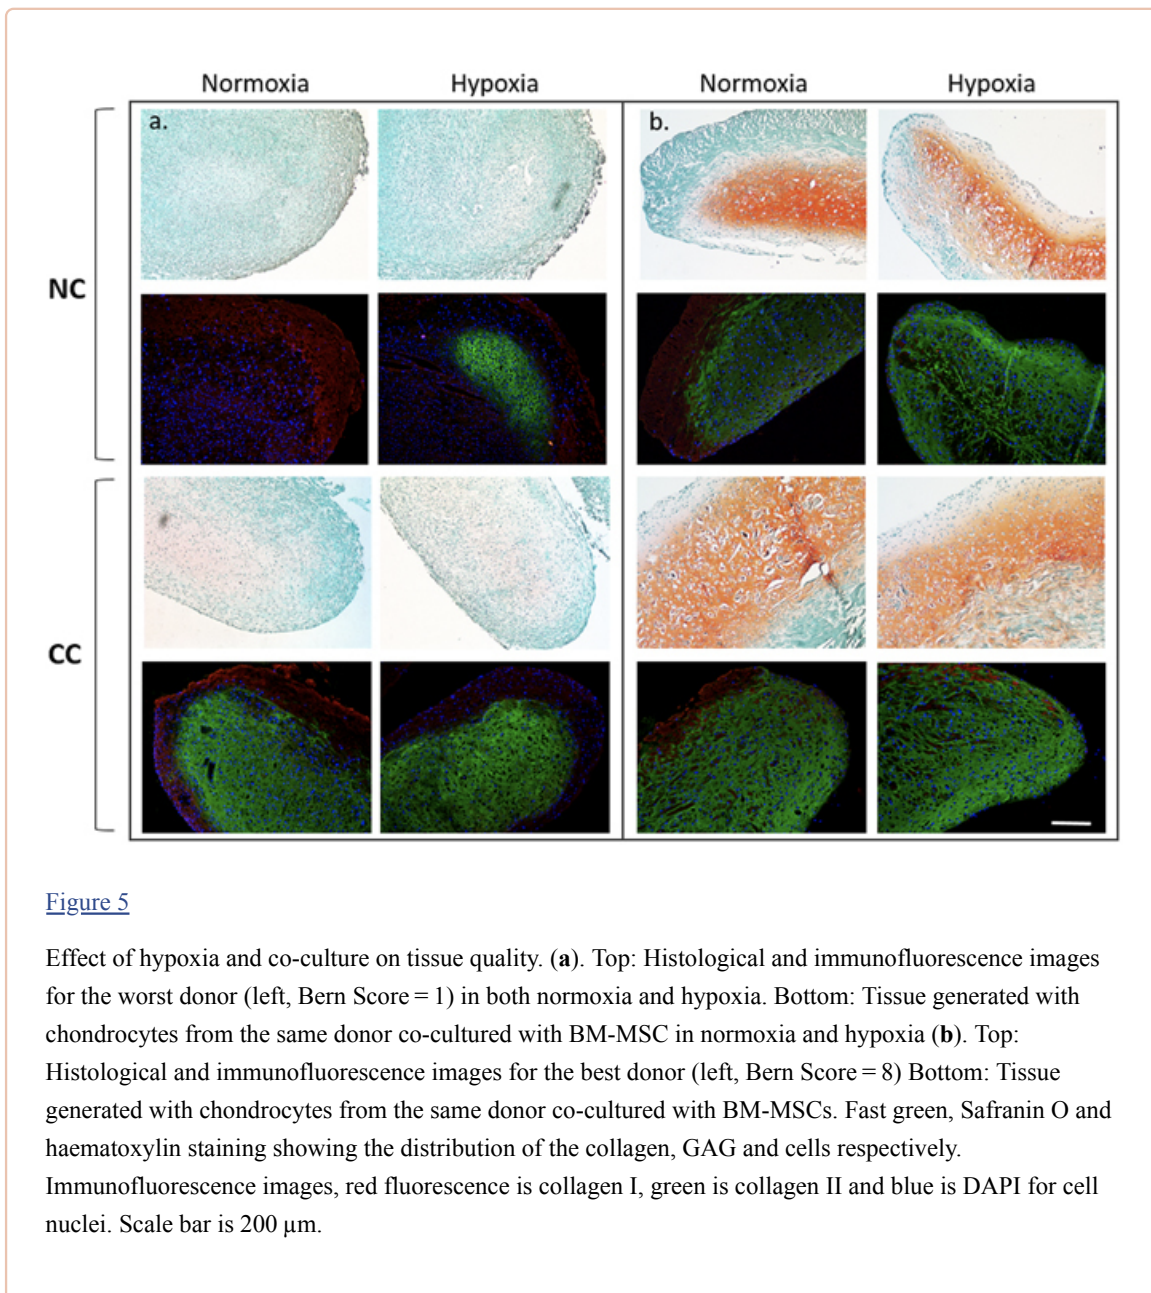 Normoxia Hypoxia Normoxia Hypoxia
a. b.
NC
CC
Figure 5
Effect of hypoxia and co-culture on tissue quality. (a). Top: Histological and immunofluorescence images
for the worst donor (left, Bern Score = 1) in both normoxia and hypoxia. Bottom: Tissue generated with
chondrocytes from the same donor co-cultured with BM-MSC in normoxia and hypoxia (b). Top:
Histological and immunofluorescence images for the best donor (left, Bern Score = 8) Bottom: Tissue
generated with chondrocytes from the same donor co-cultured with BM-MSCs. Fast green, Safranin O and
haematoxylin staining showing the distribution of the collagen, GAG and cells respectively.
Immunofluorescence images, red fluorescence is collagen I, green is collagen II and blue is DAPI for cell
nuclei. Scale bar is 200 μm.